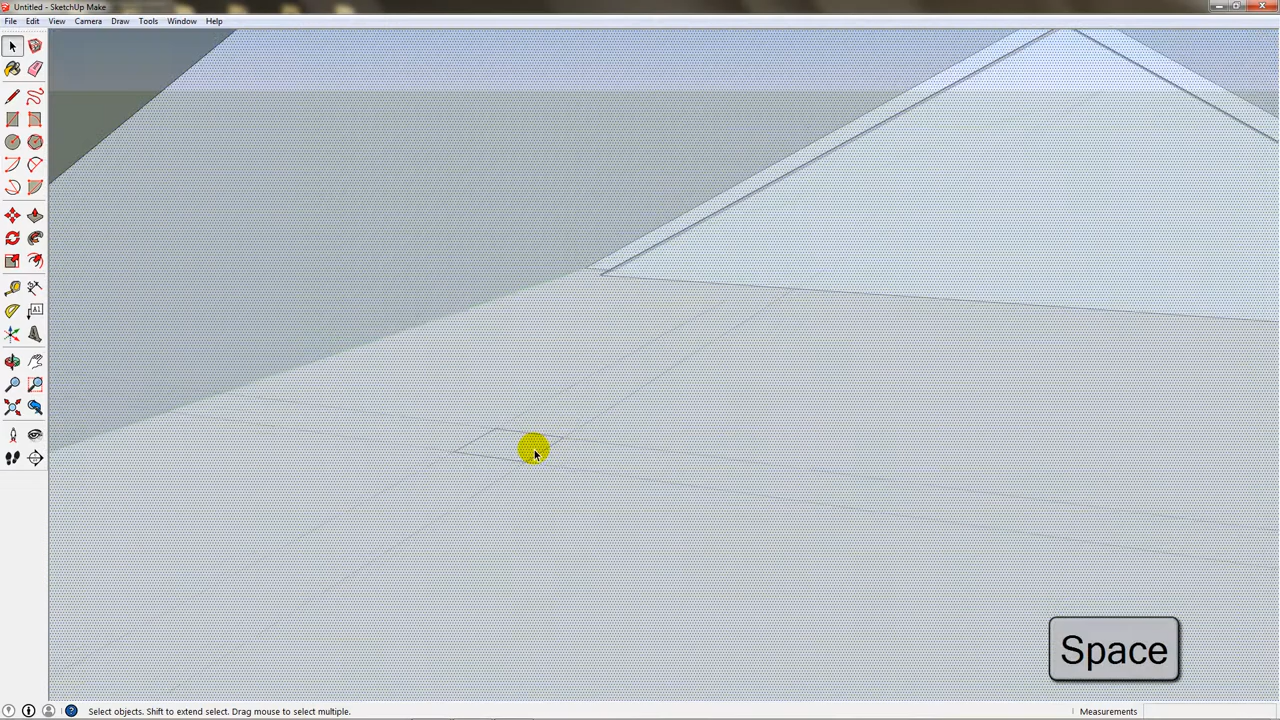 Untitled - SketchUp Make
File Edit View Camera Draw Tools Window Help
A1
Space
Select objects. Shift to extend select. Drag mouse to select multiple.
Measurements